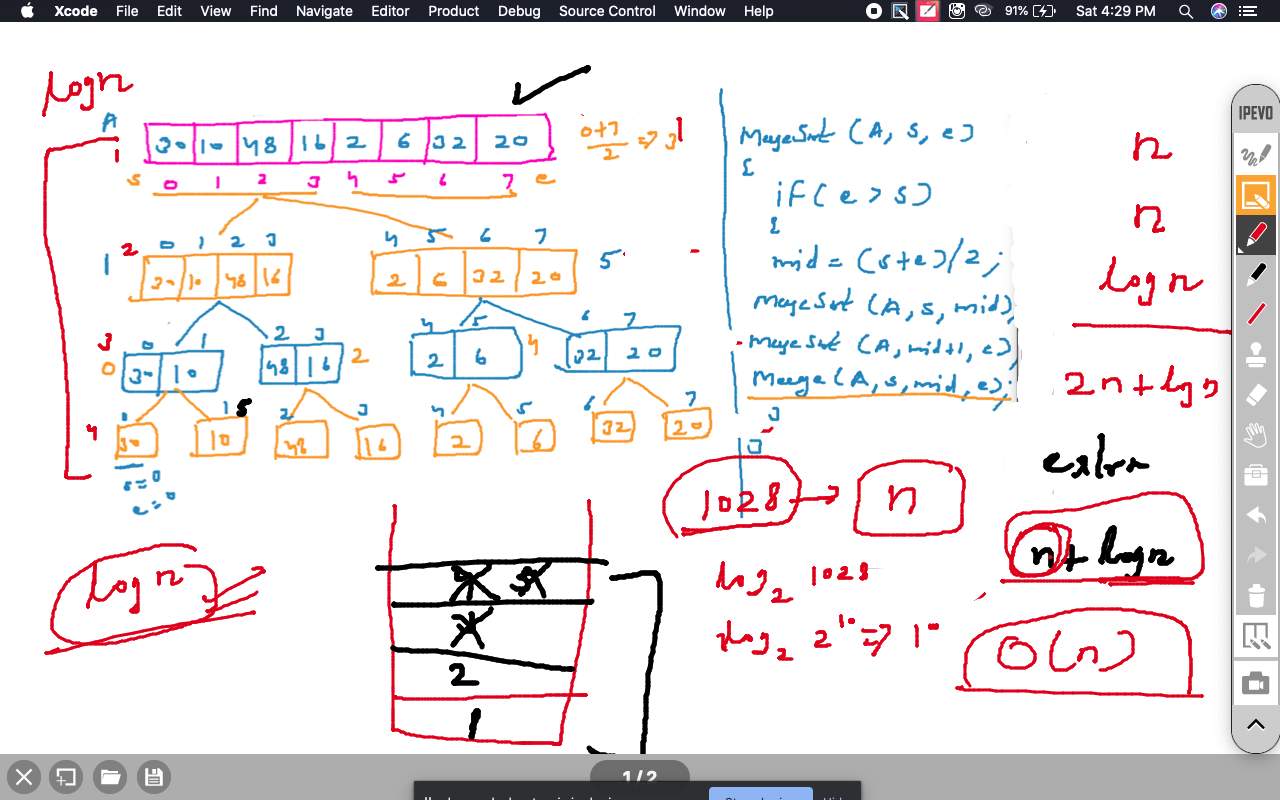 Xcode File Edit View Find Navigate Editor Product Debug Source Control Window Help 91% Sat 4:29 PM
IPEVO
logn
A
1
30 10 48 16 2 6 32 20
0+7/2 => 3
1
s 0 1 2 3 4 5 6 7 e
1 2
0 1 2 3
30 10 48 16
4 5 6 7
2 6 32 20
5
3
0
0 1
30 10
2 3
48 16
2
4 5
2 6
4
6 7
32 20
4
30
1 5
10
2
48
3
16
4
2
5
6
6
32
7
20
s=0
e=0
logn
2
1
MergeSort (A, s, e)
{
if( e > s)
{
mid = (s+e)/2;
MergeSort (A, s, mid);
MergeSort (A, mid+1, e);
Merge(A, s, mid, e);
}
}
1028 → n
log2 1028
log2 2^10 => 10
n
n
logn
2n + logn
extra
n + logn
O(n)
1/2